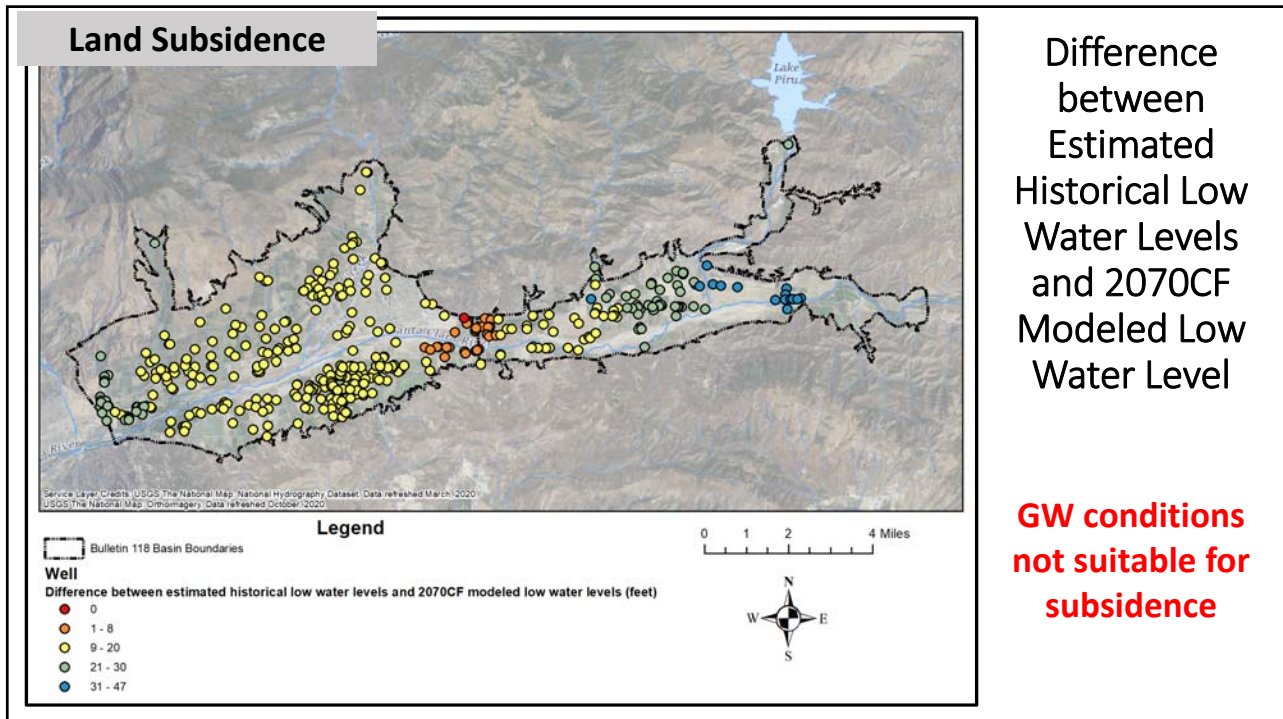 Land Subsidence
Difference
between
Estimated
Historical Low
Water Levels
and 2070CF
Modeled Low
Water Level
GW conditions
not suitable for
subsidence
Lake
Piru
Santa Clara
River
Service Layer Credits: USGS The National Map: National Hydrography Dataset. Data refreshed March, 2020.
USGS The National Map: Orthoimagery. Data refreshed October, 2020.
Legend
Bulletin 118 Basin Boundaries
Well
Difference between estimated historical low water levels and 2070CF modeled low water levels (feet)
0
1 - 8
9 - 20
21 - 30
31 - 47
0 1 2 4 Miles
N
W E
S